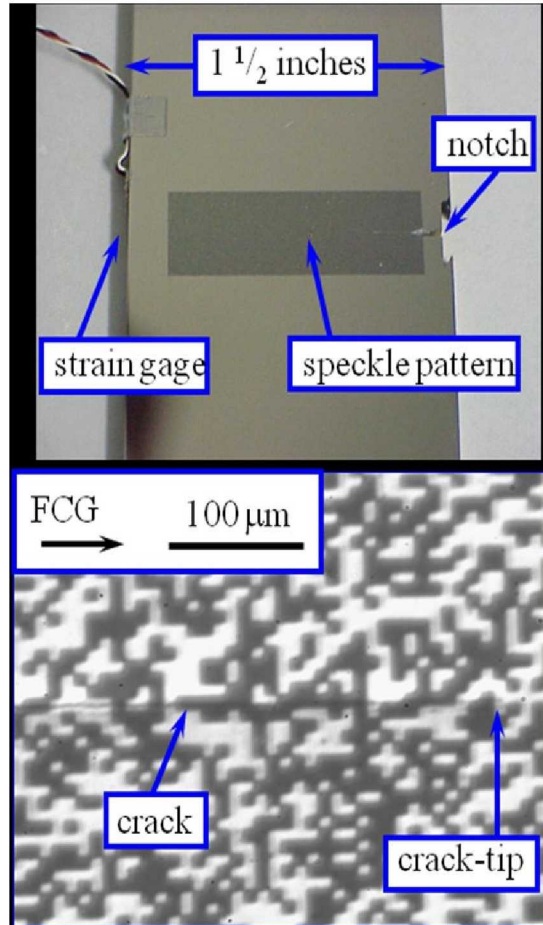 1 1/2 inches
notch
strain gage
speckle pattern
FCG
100 μm
crack
crack-tip